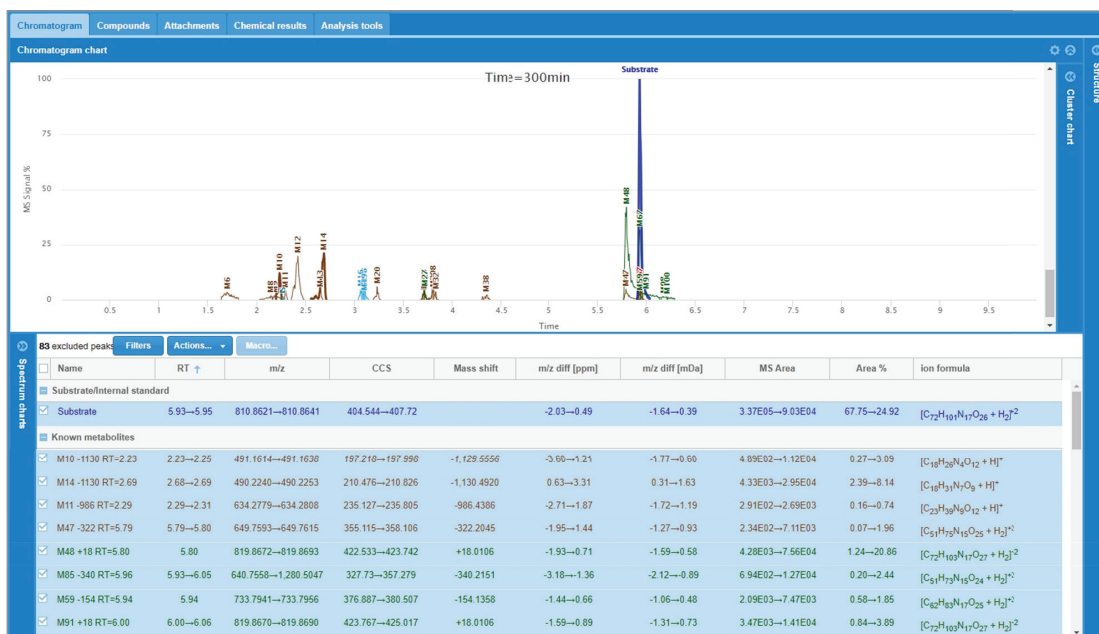 Chromatogram Compounds Attachments Chemical results Analysis tools
Chromatogram chart
Time=300min
Substrate
MS Signal %
100
75
50
25
0
M6
M8
M10
M11
M12
M14
M20
M27
M38
M47
M48
M67
M59
M91
M100
0.5 1 1.5 2 2.5 3 3.5 4 4.5 5 5.5 6 6.5 7 7.5 8 8.5 9 9.5
Time
Cluster chart
Structure
Spectrum charts
83 excluded peaks Filters Actions... Macro...
Name RT ↑ m/z CCS Mass shift m/z diff [ppm] m/z diff [mDa] MS Area Area % ion formula
Substrate/Internal standard
Substrate 5.93→5.95 810.8621→810.8641 404.544→407.72 -2.03→0.49 -1.64→0.39 3.37E05→9.03E04 67.75→24.92 [C72H101N17O26 + H2]+2
Known metabolites
M10 -1130 RT=2.23 2.23→2.25 491.1614→491.1638 197.218→197.998 -1,129.5556 -3.60→1.21 -1.77→0.60 4.89E02→1.12E04 0.27→3.09 [C18H26N4O12 + H]+
M14 -1130 RT=2.69 2.68→2.69 490.2240→490.2253 210.476→210.826 -1,130.4920 0.63→3.31 0.31→1.63 4.33E03→2.95E04 2.39→8.14 [C18H31N7O9 + H]+
M11 -986 RT=2.29 2.29→2.31 634.2779→634.2808 235.127→235.805 -986.4386 -2.71→1.87 -1.72→1.19 2.91E02→2.69E03 0.16→0.74 [C23H39N9O12 + H]+
M47 -322 RT=5.79 5.79→5.80 649.7593→649.7615 355.115→358.106 -322.2045 -1.95→1.44 -1.27→0.93 2.34E02→7.11E03 0.07→1.96 [C51H75N15O25 + H2]+2
M48 +18 RT=5.80 5.80 819.8672→819.8693 422.533→423.742 +18.0106 -1.93→0.71 -1.59→0.58 4.28E03→7.56E04 1.24→20.86 [C72H103N17O27 + H2]+2
M85 -340 RT=5.96 5.93→6.05 640.7558→1,280.5047 327.73→357.279 -340.2151 -3.18→-1.36 -2.12→-0.89 6.94E02→1.27E04 0.20→2.44 [C51H73N15O24 + H2]+2
M59 -154 RT=5.94 5.94 733.7941→733.7956 376.887→380.507 -154.1358 -1.44→0.66 -1.06→0.48 2.09E03→7.47E03 0.58→1.85 [C62H83N17O25 + H2]+2
M91 +18 RT=6.00 6.00→6.06 819.8670→819.8690 423.767→425.017 +18.0106 -1.59→0.89 -1.31→0.73 3.47E03→1.41E04 0.84→3.89 [C72H103N17O27 + H2]+2